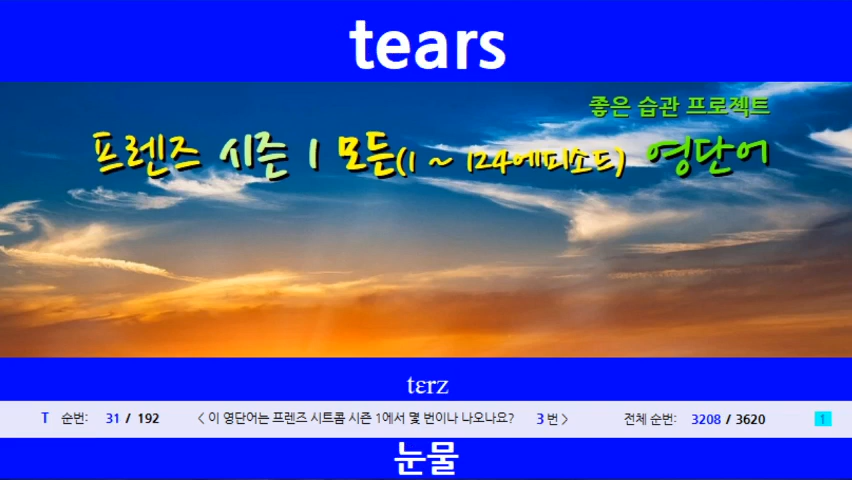 tears
좋은 습관 프로젝트
프렌즈 시즌 1 모든(1 ~ 124에피소드) 영단어
tɛrz
T 순번: 31 / 192 < 이 영단어는 프렌즈 시트콤 시즌 1에서 몇 번이나 나오나요? 3 번 > 전체 순번: 3208 / 3620 1
눈물